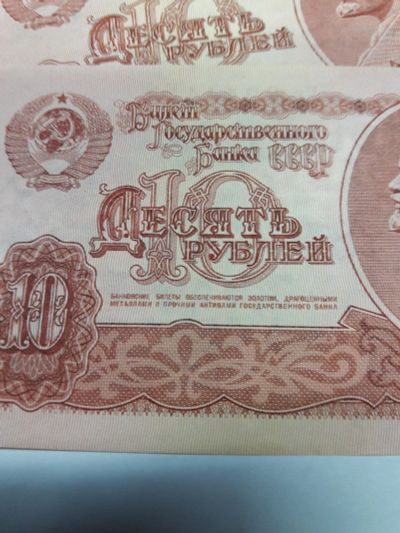 10
ДЕСЯТЬ
РУБЛЕЙ
Билет
Государственного
Банка СССР
10
ДЕСЯТЬ
РУБЛЕЙ
10
БАНКОВСКИЕ БИЛЕТЫ ОБЕСПЕЧИВАЮТСЯ ЗОЛОТОМ, ДРАГОЦЕННЫМИ
МЕТАЛЛАМИ И ПРОЧИМИ АКТИВАМИ ГОСУДАРСТВЕННОГО БАНКА